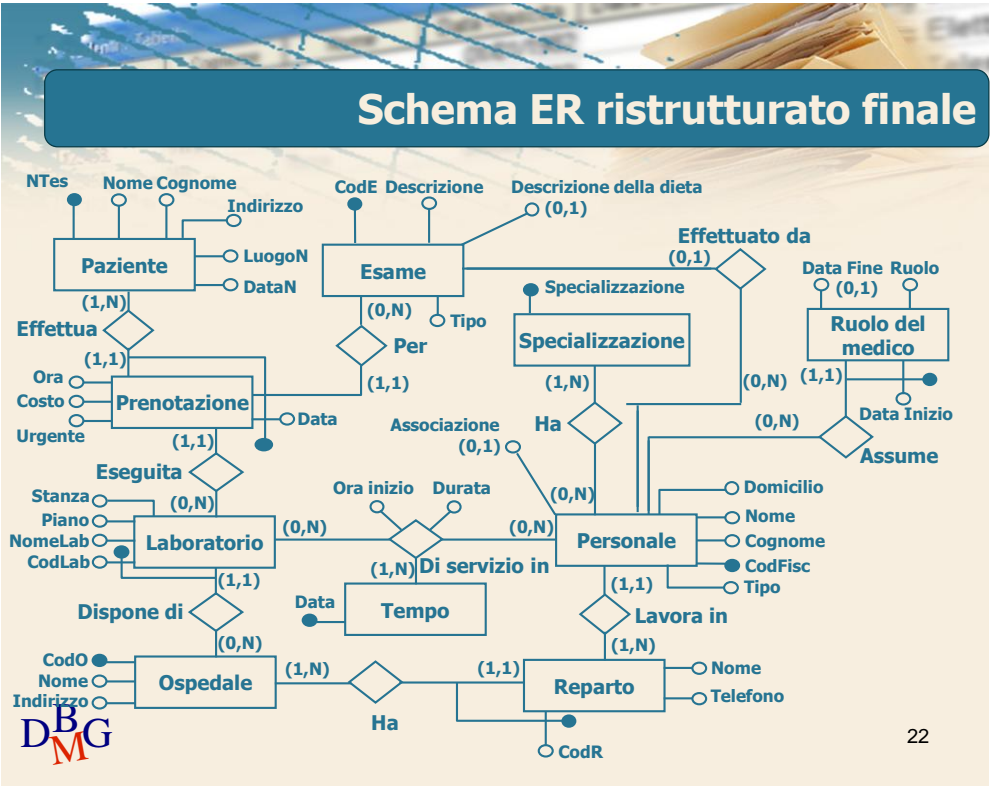 Schema ER ristrutturato finale
NTes
Nome Cognome
Indirizzo
Paziente
LuogoN
DataN
CodE Descrizione
Descrizione della dieta
(0,1)
Esame
Tipo
Effettuato da
(0,1)
Data Fine Ruolo
(0,1)
Ruolo del
medico
Specializzazione
Specializzazione
(1,N)
Effettua
(0,N)
Per
(1,1)
(1,1)
(1,N)
(0,N)
(1,1)
Data Inizio
Ora
Costo
Urgente
Prenotazione
Data
Associazione
(0,1)
Ha
(0,N)
Assume
(1,1)
Eseguita
Stanza
Piano
NomeLab
CodLab
(0,N)
Laboratorio
(0,N)
Ora inizio Durata
(0,N)
(0,N)
Personale
Domicilio
Nome
Cognome
CodFisc
Tipo
(1,N)
Di servizio in
(1,1)
Dispone di
Data
Tempo
(1,1)
Lavora in
(0,N)
(1,N)
CodO
Nome
Indirizzo
Ospedale
(1,N)
Ha
(1,1)
Reparto
Nome
Telefono
CodR
DBMG
22